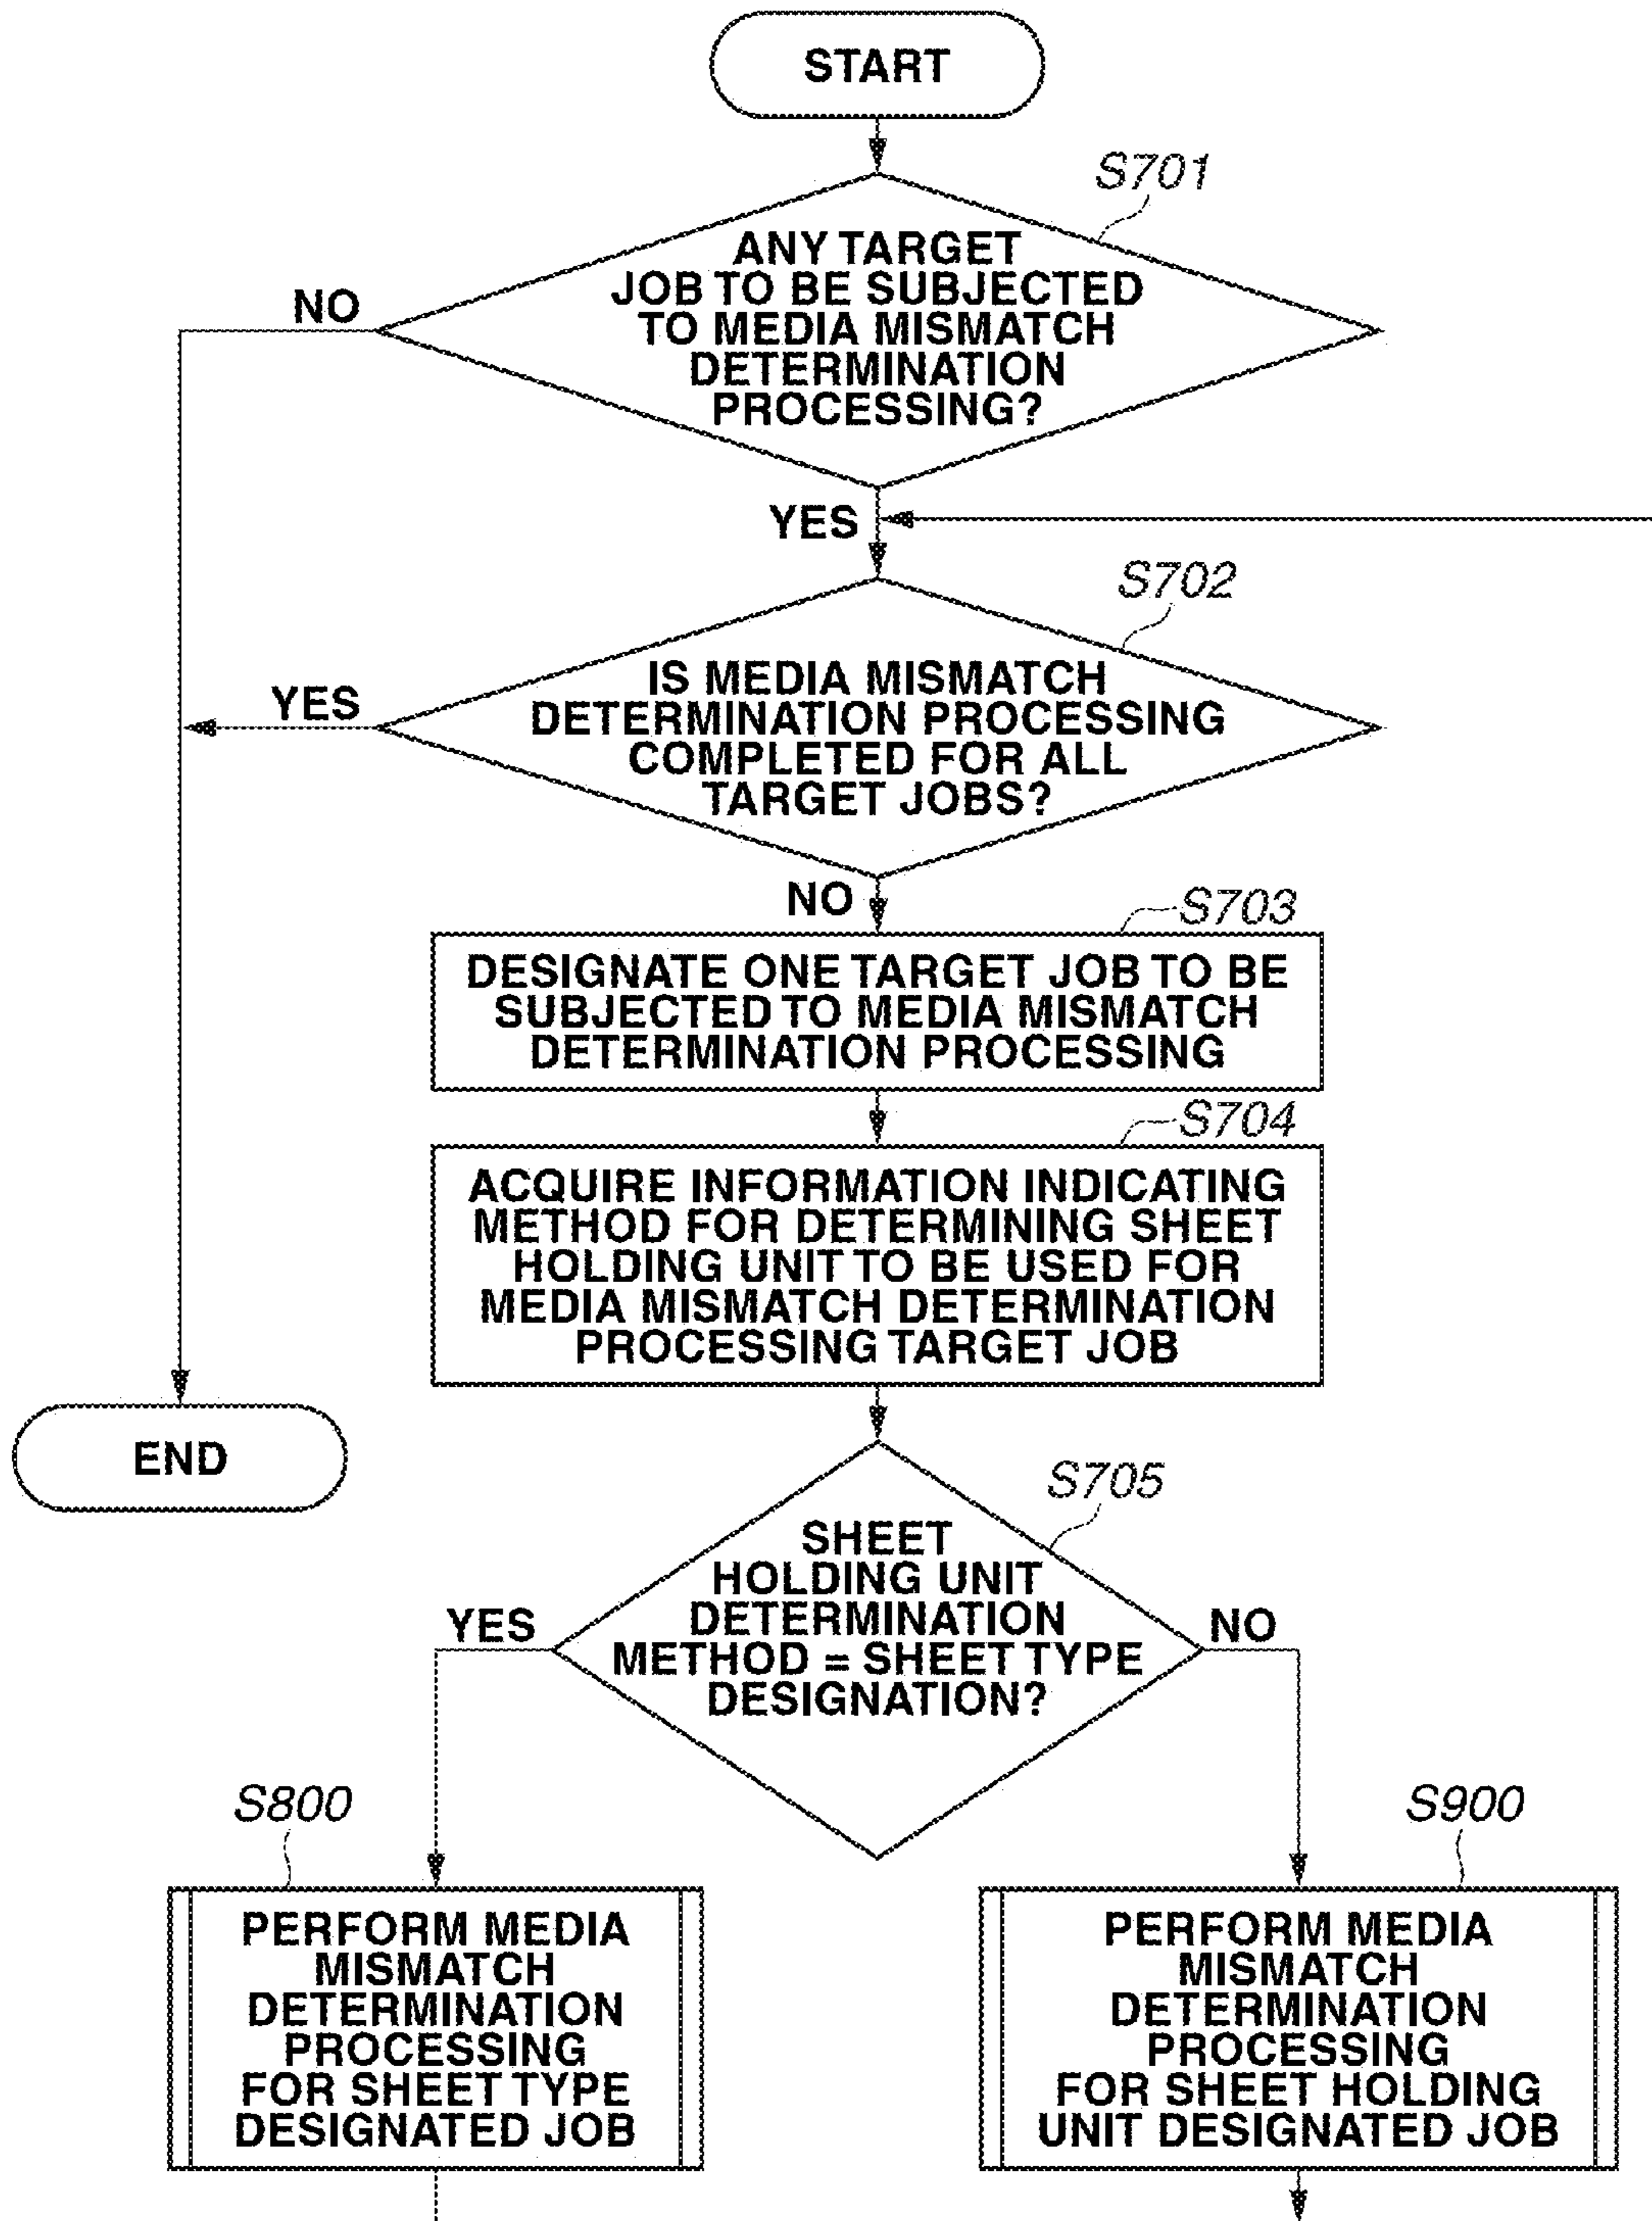 START
S701
ANY TARGET
JOB TO BE SUBJECTED
TO MEDIA MISMATCH
DETERMINATION
PROCESSING?
NO
YES
S702
IS MEDIA MISMATCH
DETERMINATION PROCESSING
COMPLETED FOR ALL
TARGET JOBS?
YES
NO
S703
DESIGNATE ONE TARGET JOB TO BE
SUBJECTED TO MEDIA MISMATCH
DETERMINATION PROCESSING
S704
ACQUIRE INFORMATION INDICATING
METHOD FOR DETERMINING SHEET
HOLDING UNIT TO BE USED FOR
MEDIA MISMATCH DETERMINATION
PROCESSING TARGET JOB
END
S705
SHEET
HOLDING UNIT
DETERMINATION
METHOD = SHEET TYPE
DESIGNATION?
YES
NO
S800
PERFORM MEDIA
MISMATCH
DETERMINATION
PROCESSING
FOR SHEET TYPE
DESIGNATED JOB
S900
PERFORM MEDIA
MISMATCH
DETERMINATION
PROCESSING
FOR SHEET HOLDING
UNIT DESIGNATED JOB